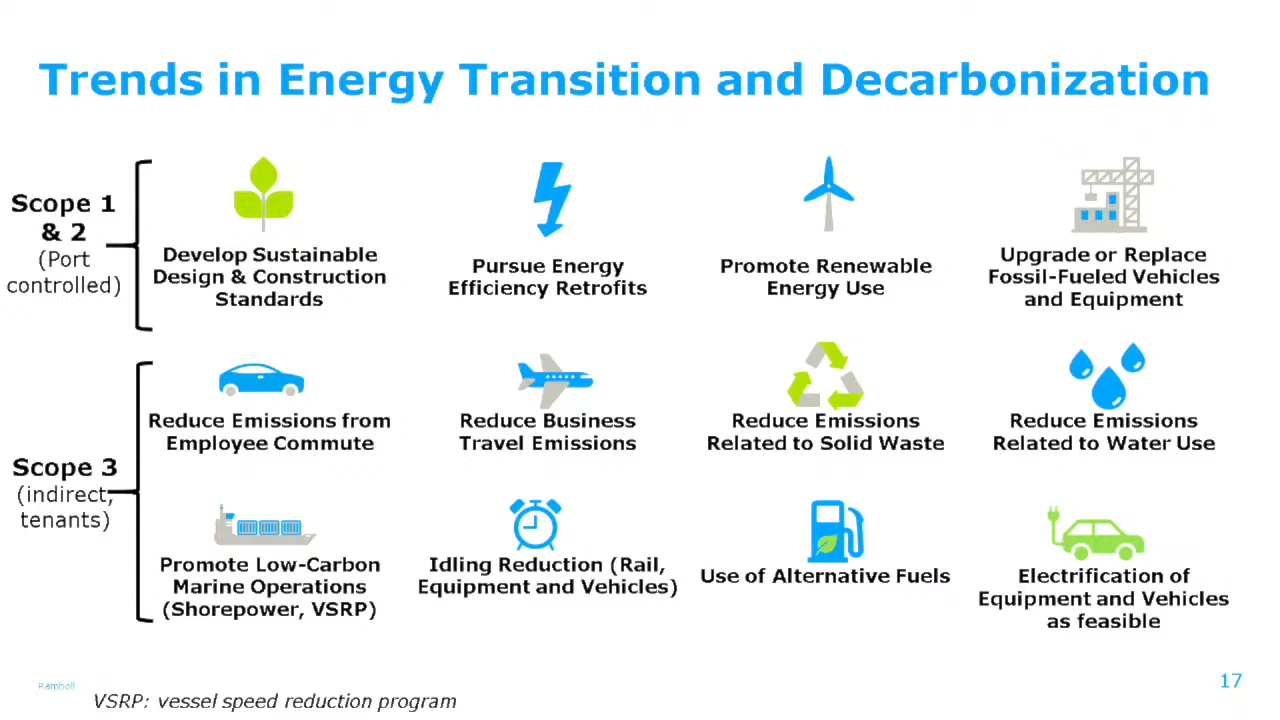 Trends in Energy Transition and Decarbonization
Scope 1
& 2
(Port
controlled)
Develop Sustainable
Design & Construction
Standards
Pursue Energy
Efficiency Retrofits
Promote Renewable
Energy Use
Upgrade or Replace
Fossil-Fueled Vehicles
and Equipment
Scope 3
(indirect,
tenants)
Reduce Emissions from
Employee Commute
Reduce Business
Travel Emissions
Reduce Emissions
Related to Solid Waste
Reduce Emissions
Related to Water Use
Promote Low-Carbon
Marine Operations
(Shorepower, VSRP)
Idling Reduction (Rail,
Equipment and Vehicles)
Use of Alternative Fuels
Electrification of
Equipment and Vehicles
as feasible
Ramboll
VSRP: vessel speed reduction program
17